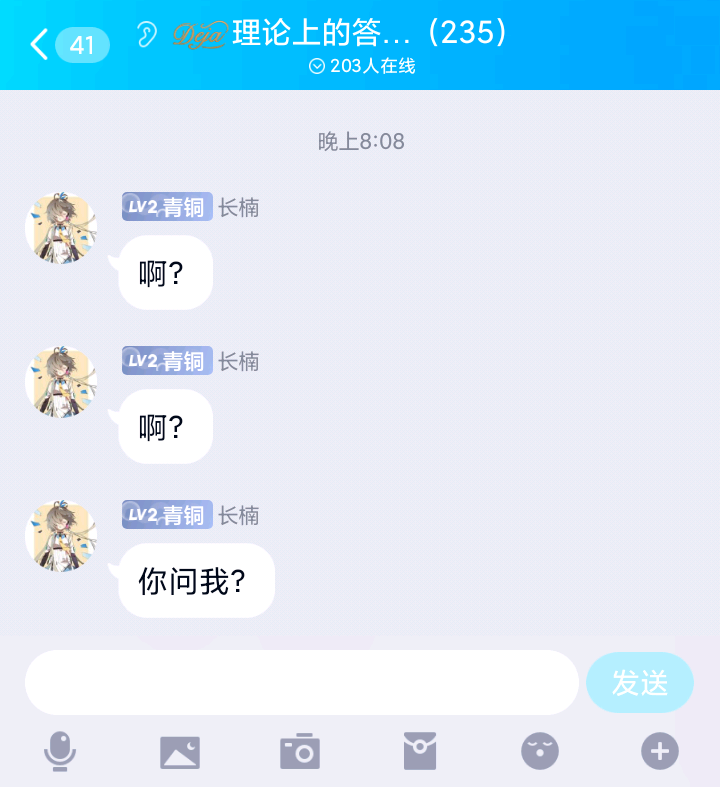 41
Deja 理论上的答...（235）
203人在线
晚上8:08
LV2 青铜 长楠
啊?
LV2 青铜 长楠
啊?
LV2 青铜 长楠
你问我?
发送